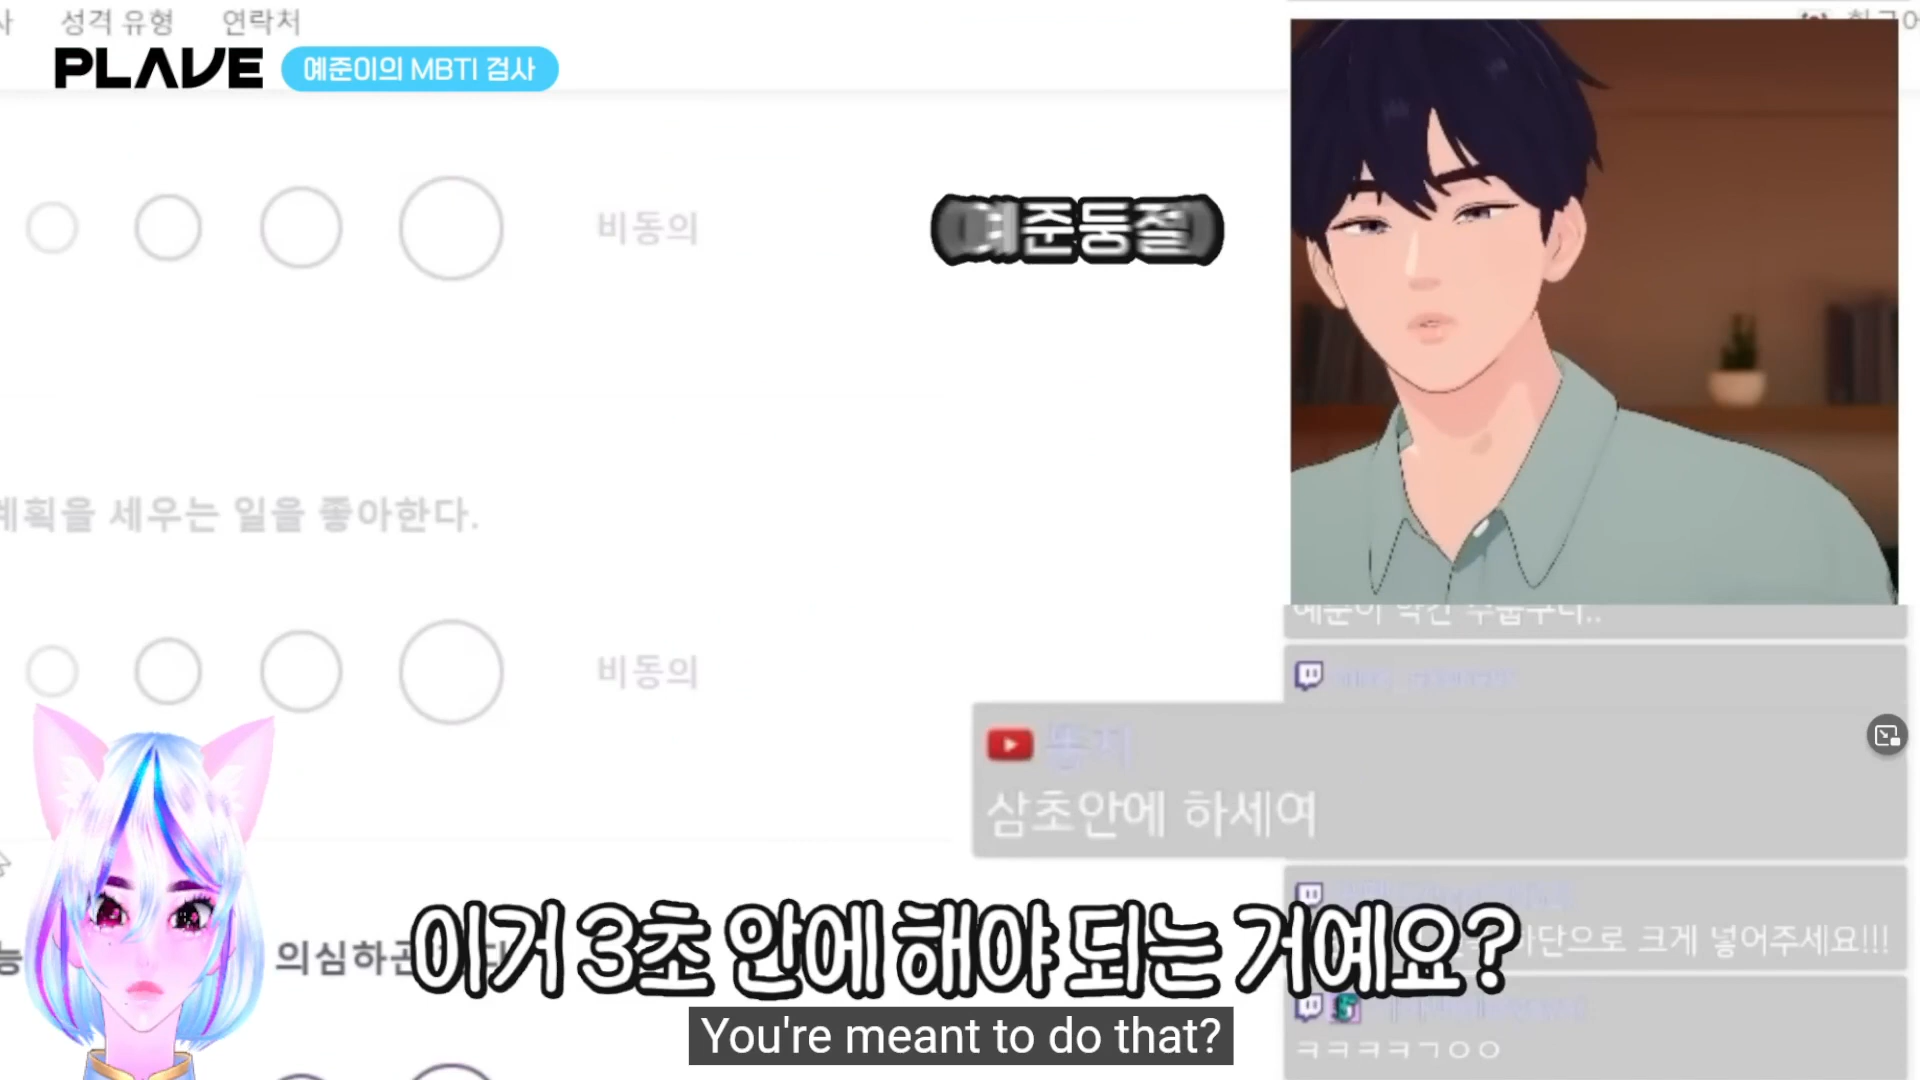 성격 유형 연락처
PLAVE 예준이의 MBTI 검사
비동의
예준둥절
계획을 세우는 일을 좋아한다.
비동의
삼초안에 하세여
의심하곤
이거 3초 안에 해야 되는 거예요?
하단으로 크게 넣어주세요!!!
You're meant to do that?
ㅋㅋㅋㅋㄱㅇㅇ